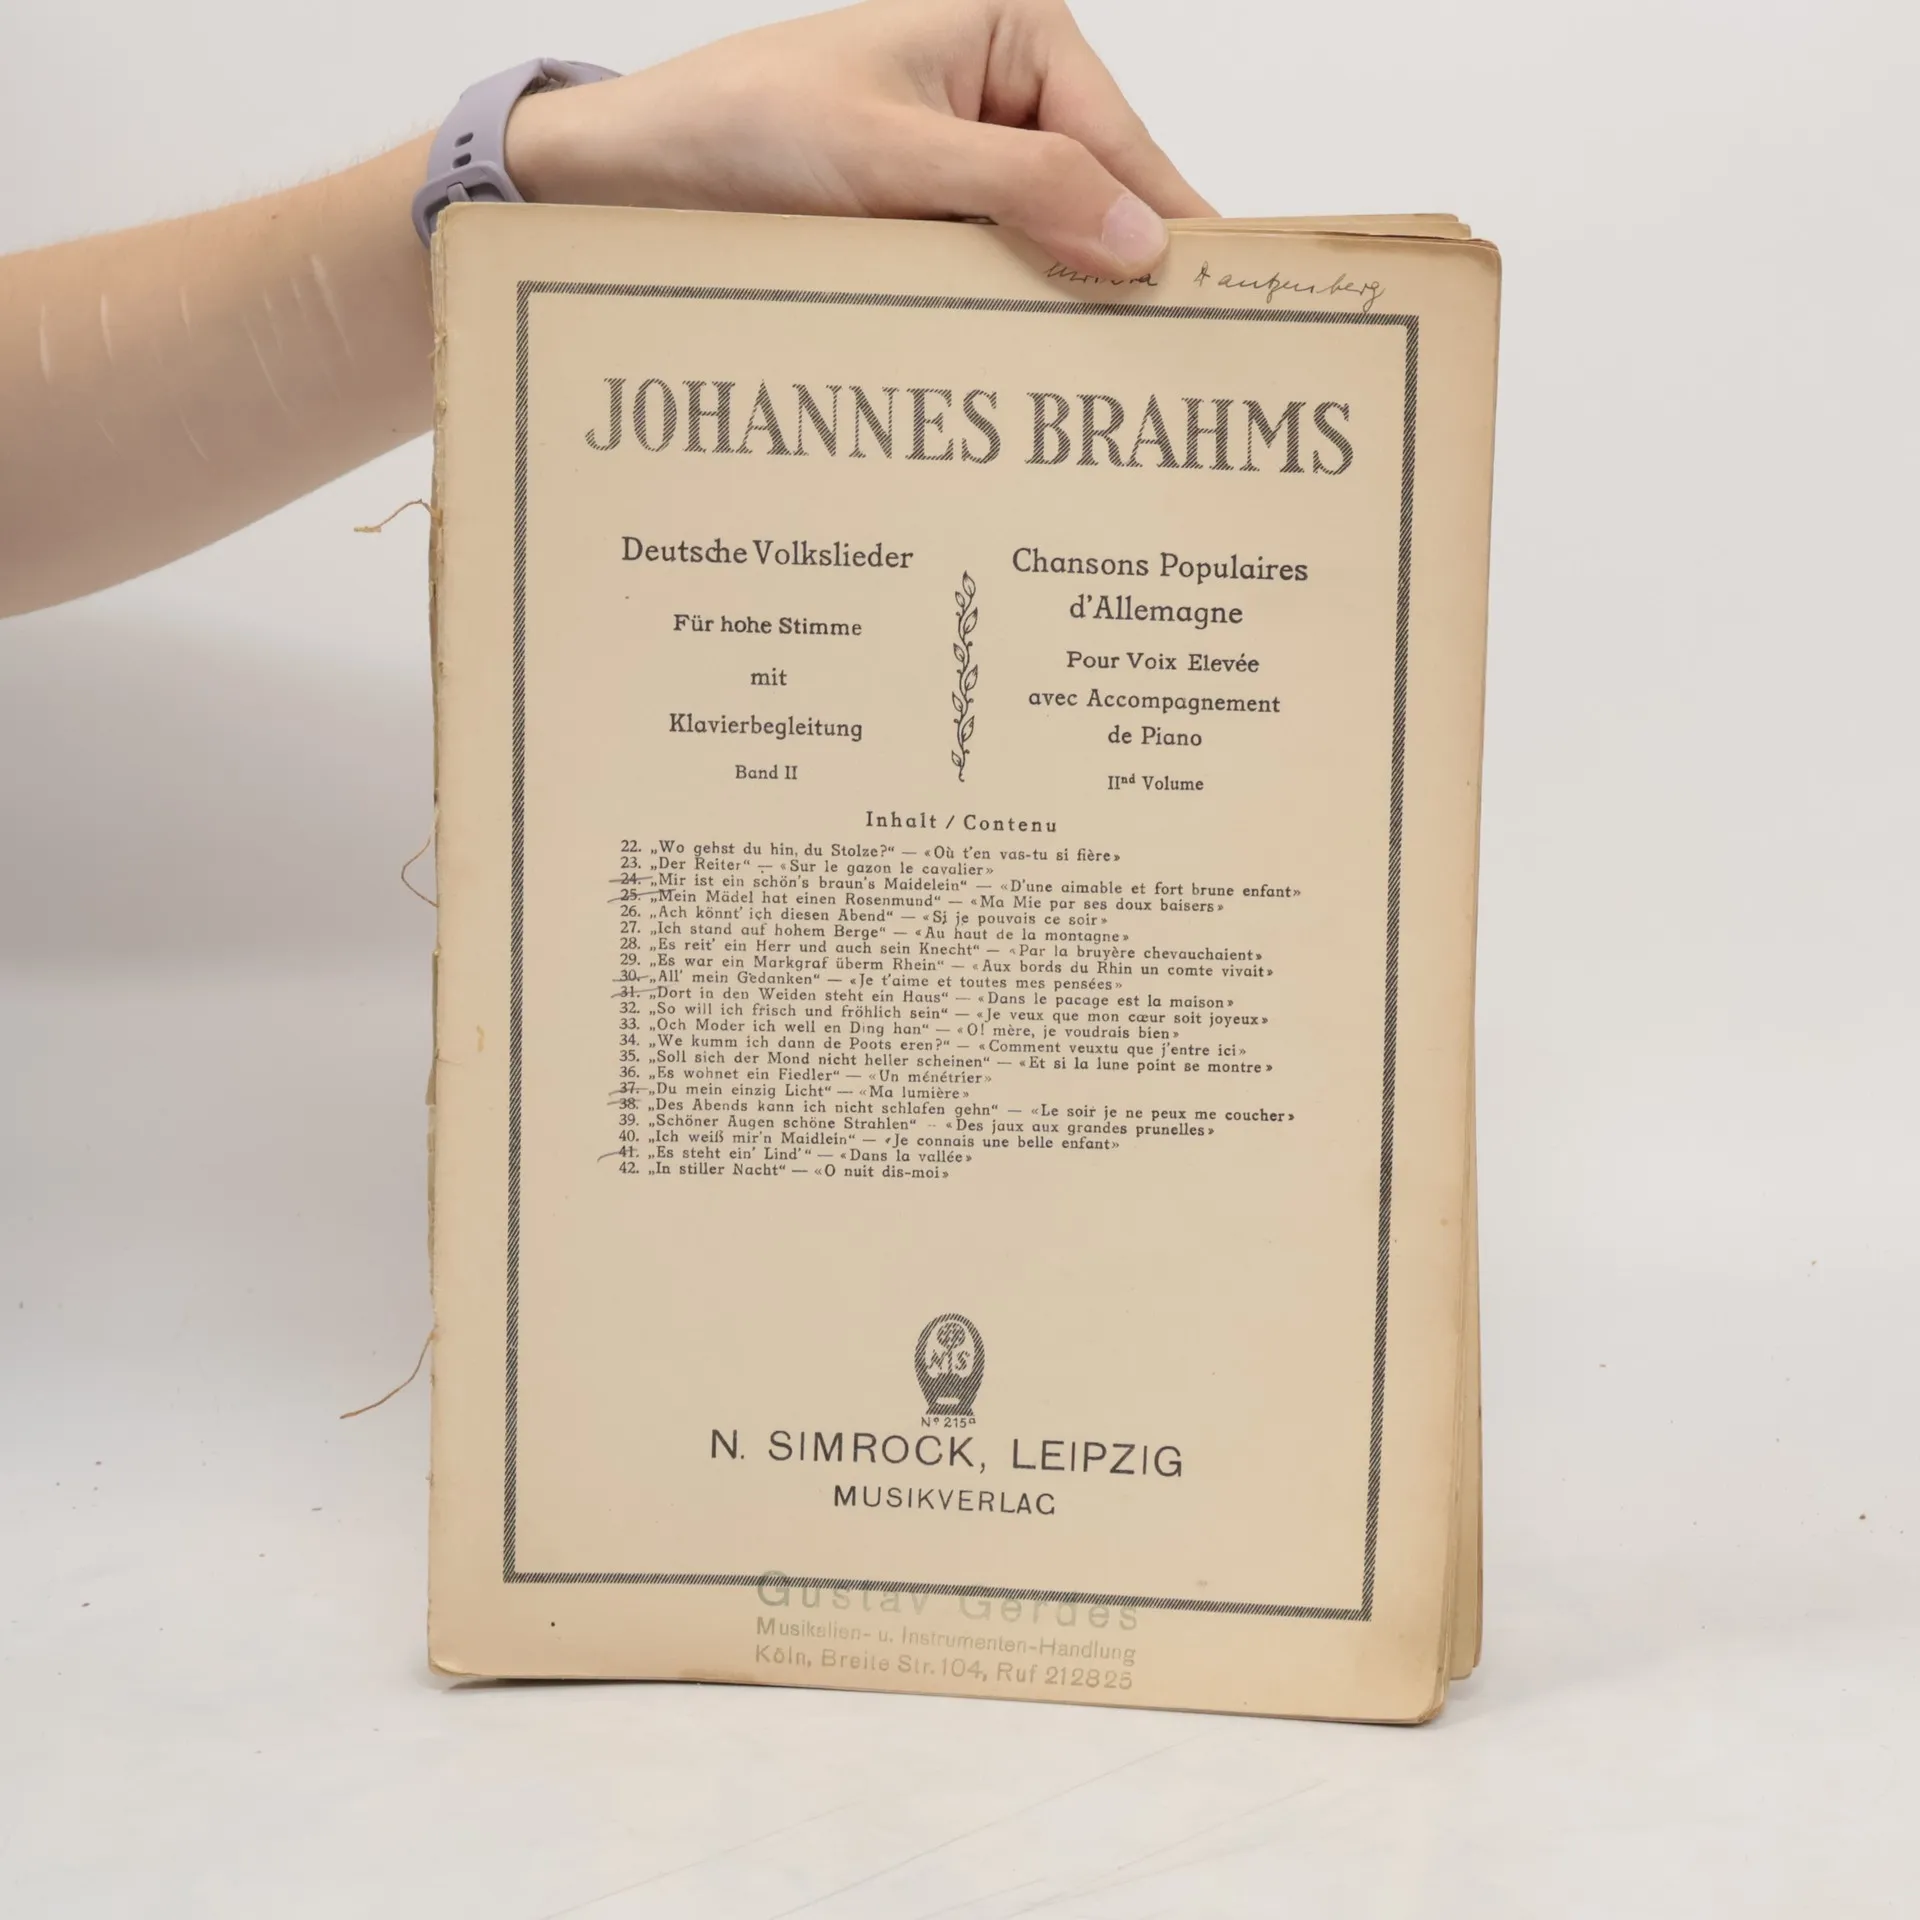 JOHANNES BRAHMS
Deutsche Volkslieder
Für hohe Stimme
mit
Klavierbegleitung
Band II
Chansons Populaires
d'Allemagne
Pour Voix Elevée
avec Accompagnement
de Piano
IInd Volume
Inhalt / Contenu
22. „Wo gehst du hin, du Stolze?“ — «Où t'en vas-tu si fière»
23. „Der Reiter“ — «Sur le gazon le cavalier»
24. „Mir ist ein schön's braun's Maidelein“ — «D'une aimable et fort brune enfant»
25. „Mein Mädel hat einen Rosenmund“ — «Ma Mie par ses doux baisers»
26. „Ach könnt' ich diesen Abend“ — «Si je pouvais ce soir»
27. „Ich stand auf hohem Berge“ — «Au haut de la montagne»
28. „Es reit' ein Herr und auch sein Knecht“ — «Par la bruyère chevauchaient»
29. „Es war ein Markgraf überm Rhein“ — «Aux bords du Rhin un comte vivait»
30. „All' mein Gedanken“ — «Je t'aime et toutes mes pensées»
31. „Dort in den Weiden steht ein Haus“ — «Dans le pacage est la maison»
32. „So will ich frisch und fröhlich sein“ — «Je veux que mon cœur soit joyeux»
33. „Och Moder ich well en Ding han“ — «O! mère, je voudrais bien»
34. „We kumm ich dann de Poots eren?“ — «Comment veuxtu que j'entre ici»
35. „Soll sich der Mond nicht heller scheinen“ — «Et si la lune point se montre»
36. „Es wohnet ein Fiedler“ — «Un ménétrier»
37. „Du mein einzig Licht“ — «Ma lumière»
38. „Des Abends kann ich nicht schlafen gehn“ — «Le soir je ne peux me coucher»
39. „Schöner Augen schöne Strahlen“ — «Des jaux aux grandes prunelles»
40. „Ich weiß mir'n Maidlein“ — «Je connais une belle enfant»
41. „Es steht ein' Lind'“ — «Dans la vallée»
42. „In stiller Nacht“ — «O nuit dis-moi»
NS
Nº 215a
N. SIMROCK, LEIPZIG
MUSIKVERLAG
Gustav Gerdes
Musikalien- u. Instrumenten-Handlung
Köln, Breite Str. 104, Ruf 212825